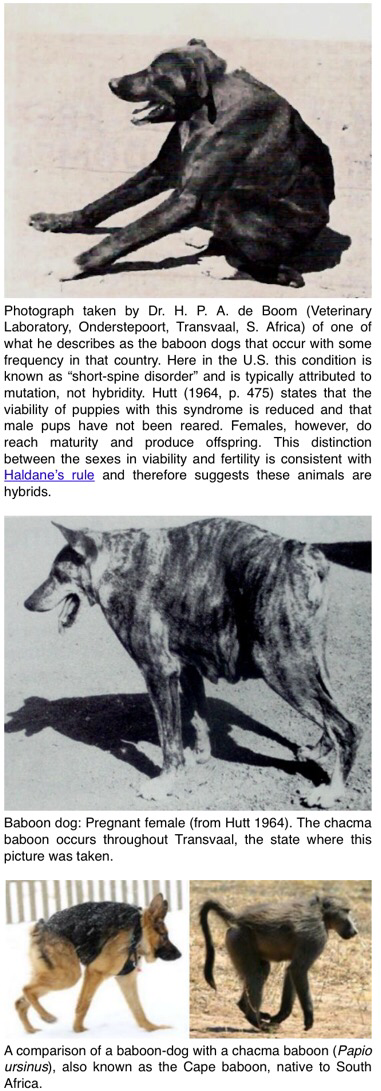 Photograph taken by Dr. H. P. A. de Boom (Veterinary
Laboratory, Onderstepoort, Transvaal, S. Africa) of one of
what he describes as the baboon dogs that occur with some
frequency in that country. Here in the U.S. this condition is
known as “short-spine disorder” and is typically attributed to
mutation, not hybridity. Hutt (1964, p. 475) states that the
viability of puppies with this syndrome is reduced and that
male pups have not been reared. Females, however, do
reach maturity and produce offspring. This distinction
between the sexes in viability and fertility is consistent with
Haldane’s rule and therefore suggests these animals are
hybrids.
Baboon dog: Pregnant female (from Hutt 1964). The chacma
baboon occurs throughout Transvaal, the state where this
picture was taken.
A comparison of a baboon-dog with a chacma baboon (Papio
ursinus), also known as the Cape baboon, native to South
Africa.